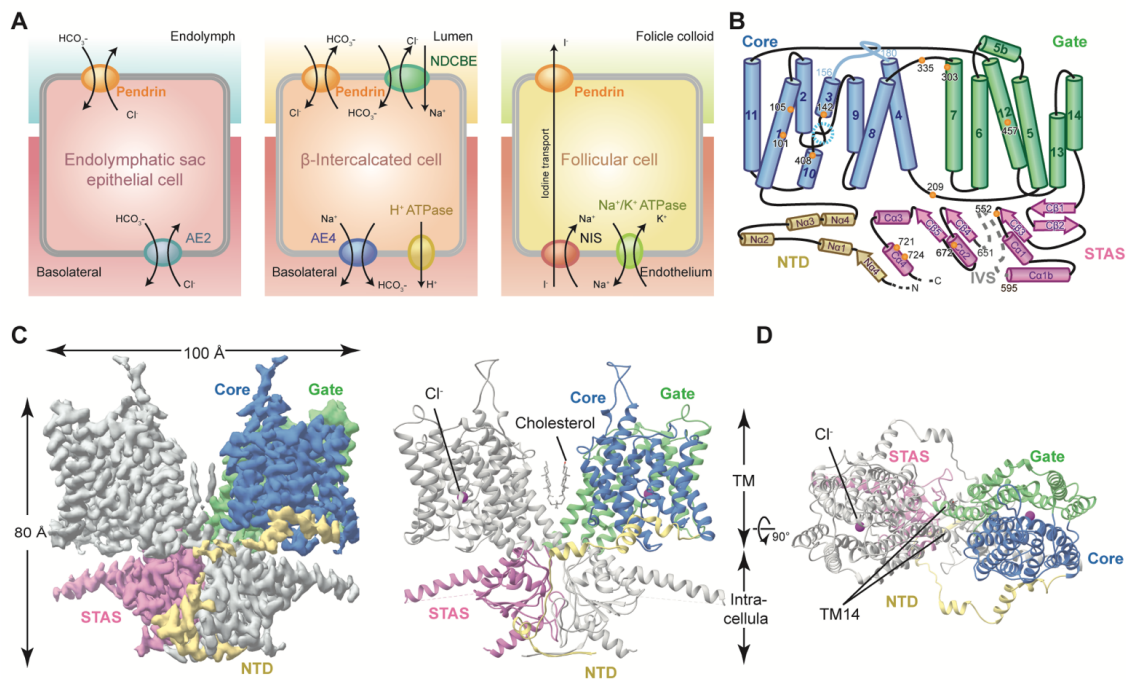 A
HCO₃-
Endolymph
Pendrin
Cl-
Endolymphatic sac
epithelial cell
HCO₃-
AE2
Basolateral
Cl-
HCO₃-
Cl-
Lumen
NDCBE
Pendrin
Cl-
HCO₃-
Na+
β-Intercalcated cell
H+ ATPase
Na+
AE4
Basolateral
HCO₃-
H+
I-
Folicle colloid
Pendrin
Iodine transport
Follicular cell
Na+/K+ ATPase
Na+
K+
NIS
I-
Na+
Endothelium
B
Core
Gate
180
5b
156
335
303
11
2
3
105
142
1
101
408
10
9
8
4
7
6
12
457
5
13
14
209
552
Cβ1
Cβ2
Nα3
Nα4
Cα3
Cβ5
Cβ4
Cβ3
Nα2
Nα1
Nα4
721
724
Cα4
672
Cα2
651
Cα1
NTD
IVS
STAS
N
C
595
Cα1b
C
100 Å
Core
Gate
80 Å
STAS
NTD
Cl-
Core
Gate
Cholesterol
STAS
NTD
TM
90°
Intra-
cellula
D
Cl-
STAS
Gate
Core
NTD
TM14